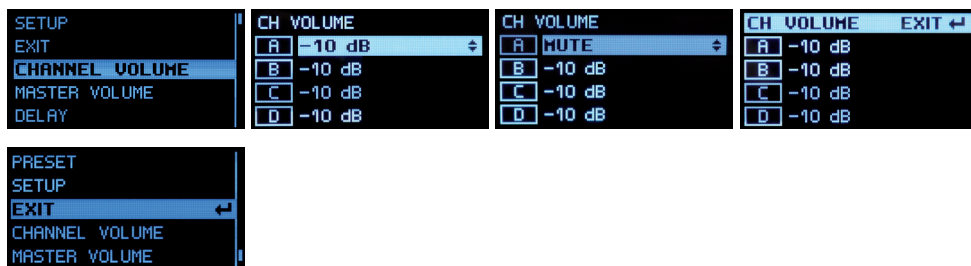 SETUP
EXIT
CHANNEL VOLUME
MASTER VOLUME
DELAY
CH VOLUME
A -10 dB
B -10 dB
C -10 dB
D -10 dB
CH VOLUME
A MUTE
B -10 dB
C -10 dB
D -10 dB
CH VOLUME EXIT ↵
A -10 dB
B -10 dB
C -10 dB
D -10 dB
PRESET
SETUP
EXIT ↵
CHANNEL VOLUME
MASTER VOLUME